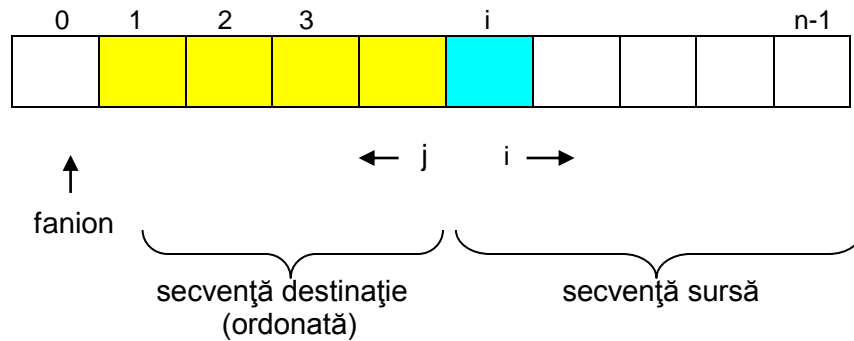 0 1 2 3 i n-1
j i
fanion
secvenţă destinaţie secvenţă sursă
(ordonată)